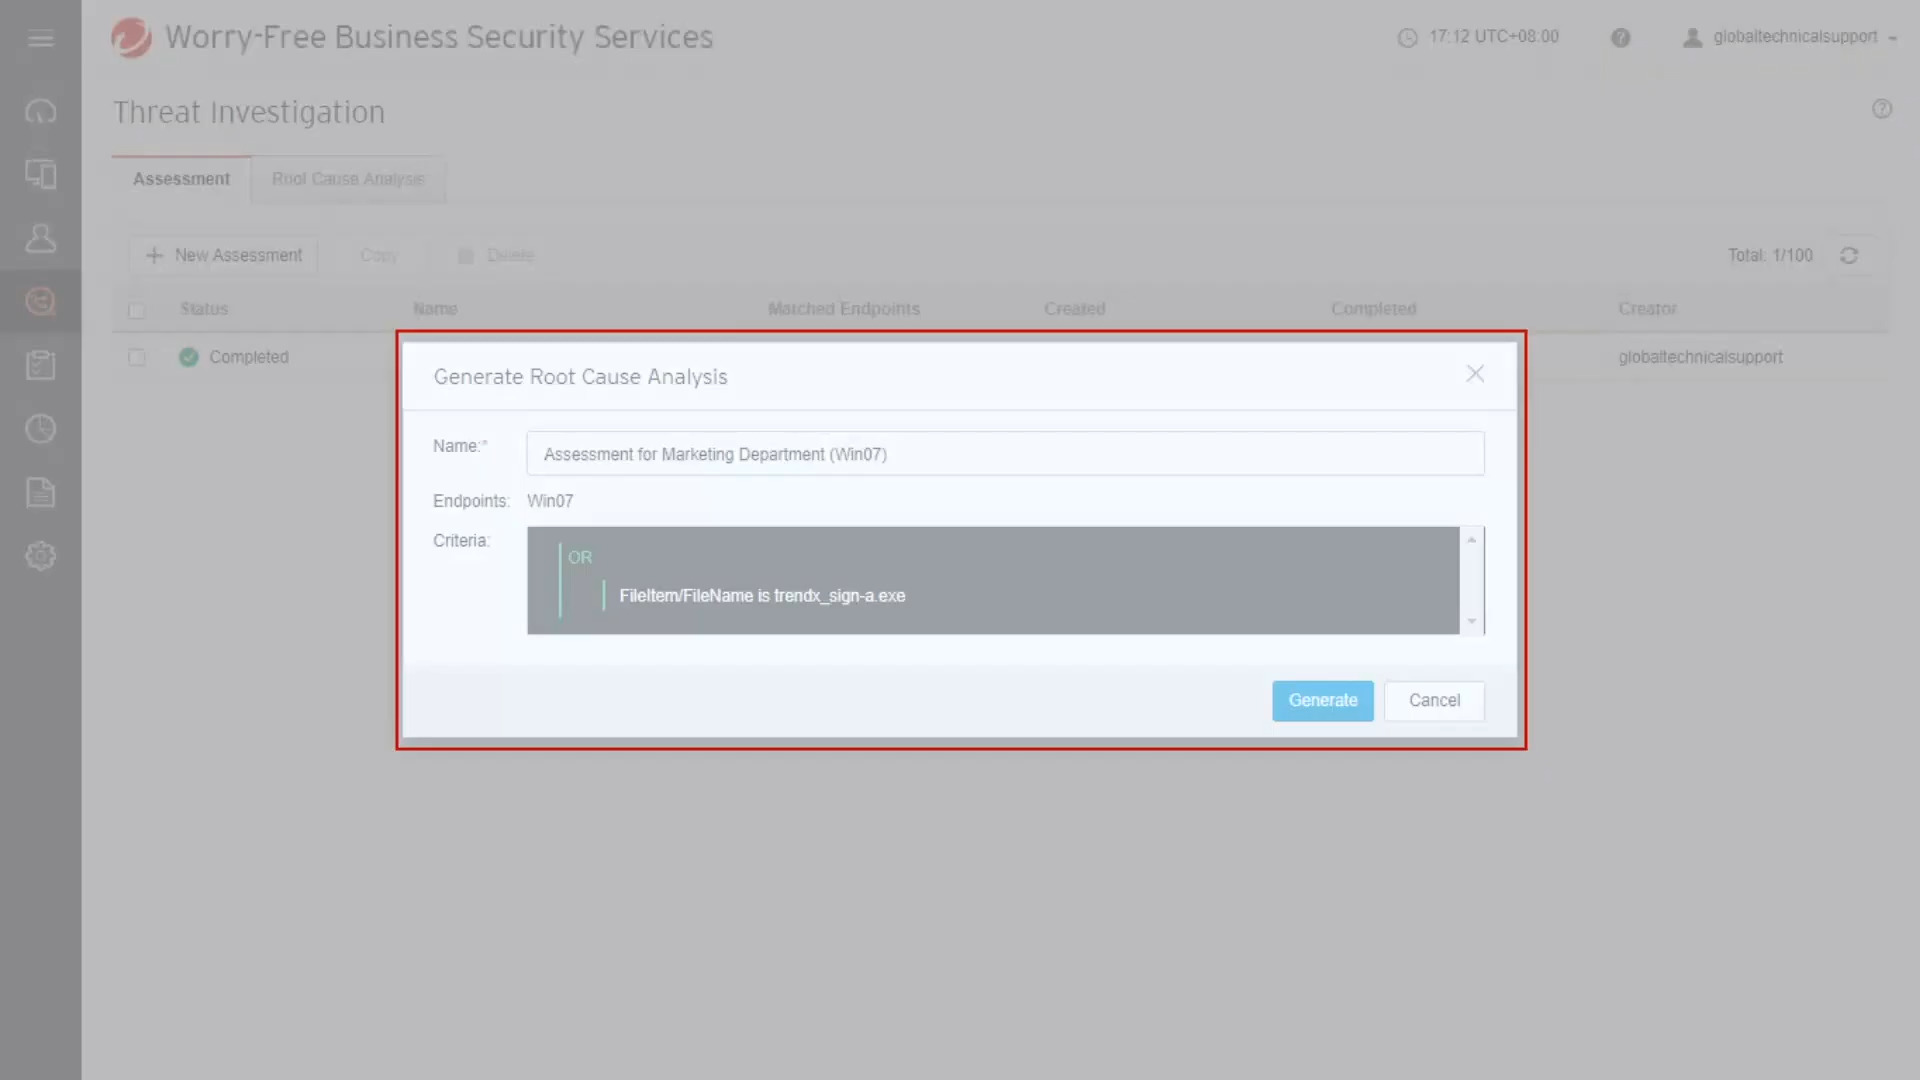 Worry-Free Business Security Services
17:12 UTC+08:00
globaltechnicalsupport
Threat Investigation
Assessment
Root Cause Analysis
New Assessment
Copy
Delete
Total: 1/100
Status
Name
Matched Endpoints
Created
Completed
Creator
Completed
globaltechnicalsupport
Generate Root Cause Analysis
Name:*
Assessment for Marketing Department (Win07)
Endpoints:
Win07
Criteria:
OR
FileItem/FileName is trendx_sign-a.exe
Generate
Cancel